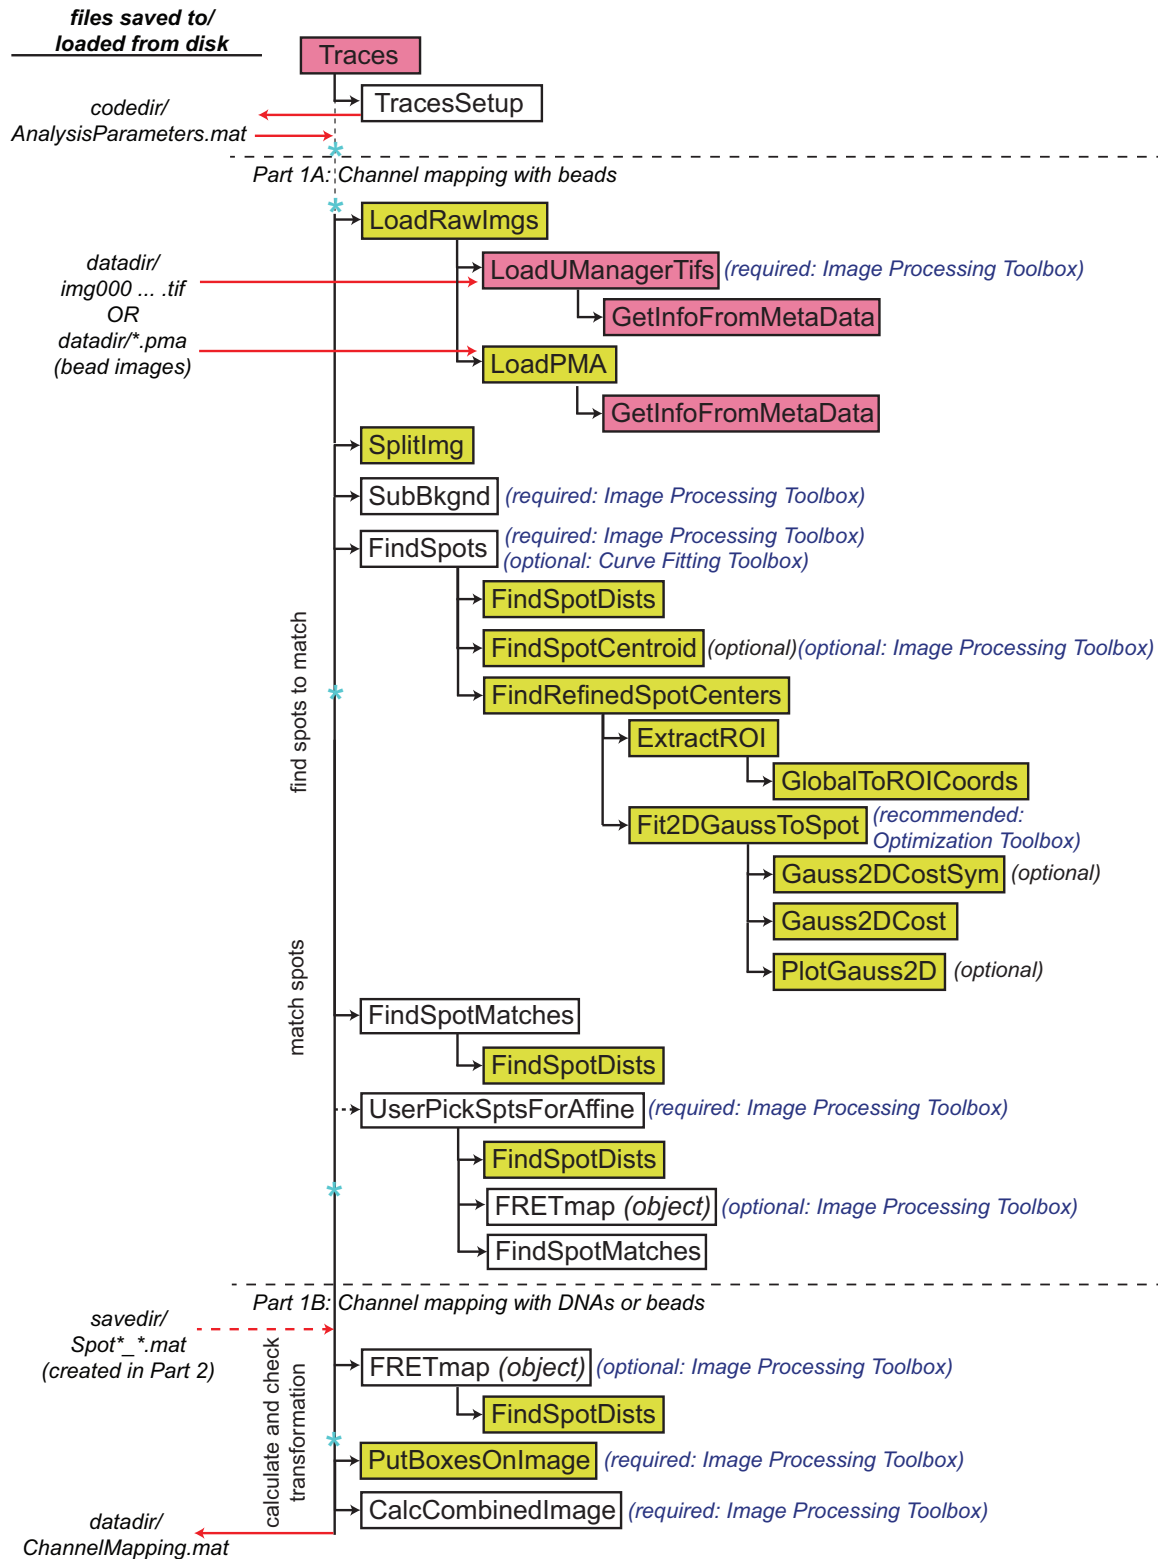 files saved to/
loaded from disk
Traces
TracesSetup
codedir/
AnalysisParameters.mat
*
Part 1A: Channel mapping with beads
*
LoadRawImgs
datadir/
img000 ... .tif
OR
datadir/*.pma
(bead images)
LoadUManagerTifs (required: Image Processing Toolbox)
GetInfoFromMetaData
LoadPMA
GetInfoFromMetaData
SplitImg
SubBkgnd (required: Image Processing Toolbox)
FindSpots (required: Image Processing Toolbox)
(optional: Curve Fitting Toolbox)
FindSpotDists
FindSpotCentroid (optional)(optional: Image Processing Toolbox)
find spots to match
*
FindRefinedSpotCenters
ExtractROI
GlobalToROICoords
Fit2DGaussToSpot (recommended:
Optimization Toolbox)
Gauss2DCostSym (optional)
Gauss2DCost
PlotGauss2D (optional)
match spots
FindSpotMatches
FindSpotDists
UserPickSptsForAffine (required: Image Processing Toolbox)
FindSpotDists
*
FRETmap (object) (optional: Image Processing Toolbox)
FindSpotMatches
Part 1B: Channel mapping with DNAs or beads
savedir/
Spot*_*.mat
(created in Part 2)
calculate and check
transformation
FRETmap (object) (optional: Image Processing Toolbox)
FindSpotDists
*
PutBoxesOnImage (required: Image Processing Toolbox)
CalcCombinedImage (required: Image Processing Toolbox)
datadir/
ChannelMapping.mat